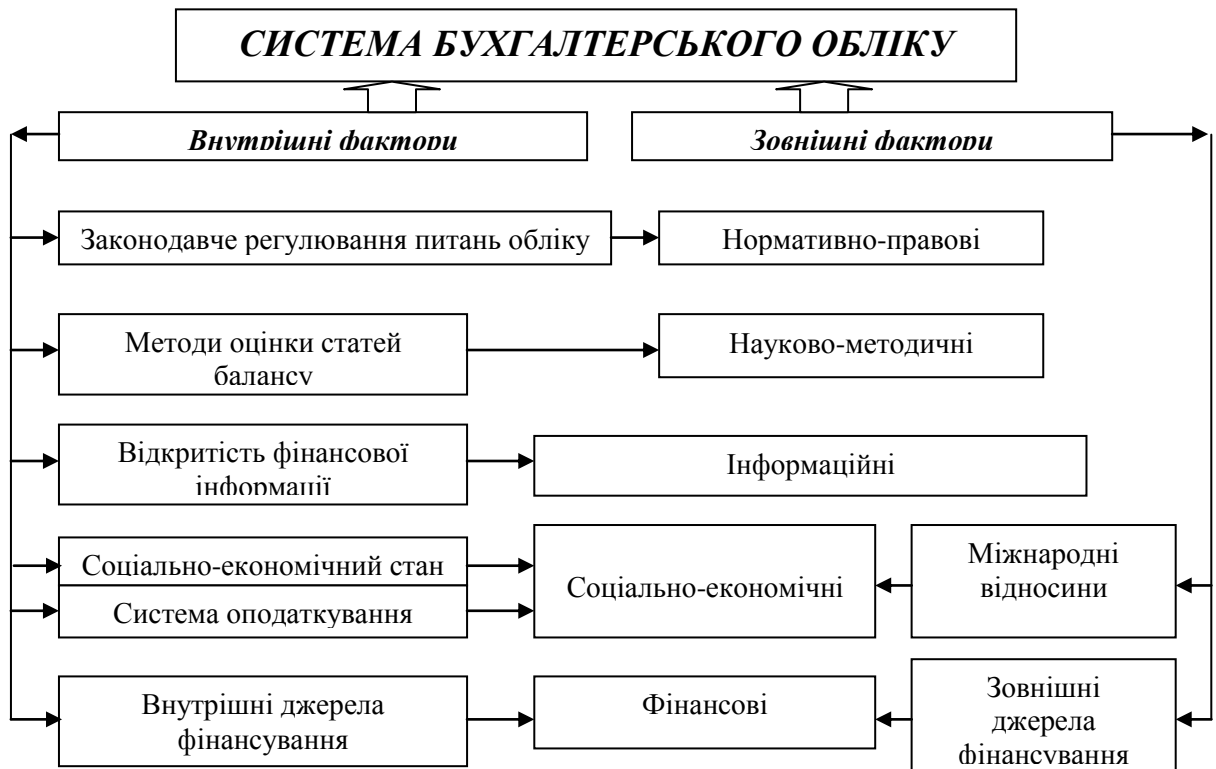 СИСТЕМА БУХГАЛТЕРСЬКОГО ОБЛІКУ
Внутрішні фактори
Зовнішні фактори
Законодавче регулювання питань обліку
Нормативно-правові
Методи оцінки статей
балансу
Науково-методичні
Відкритість фінансової
інформації
Інформаційні
Соціально-економічний стан
Система оподаткування
Соціально-економічні
Міжнародні
відносини
Внутрішні джерела
фінансування
Фінансові
Зовнішні
джерела
фінансування